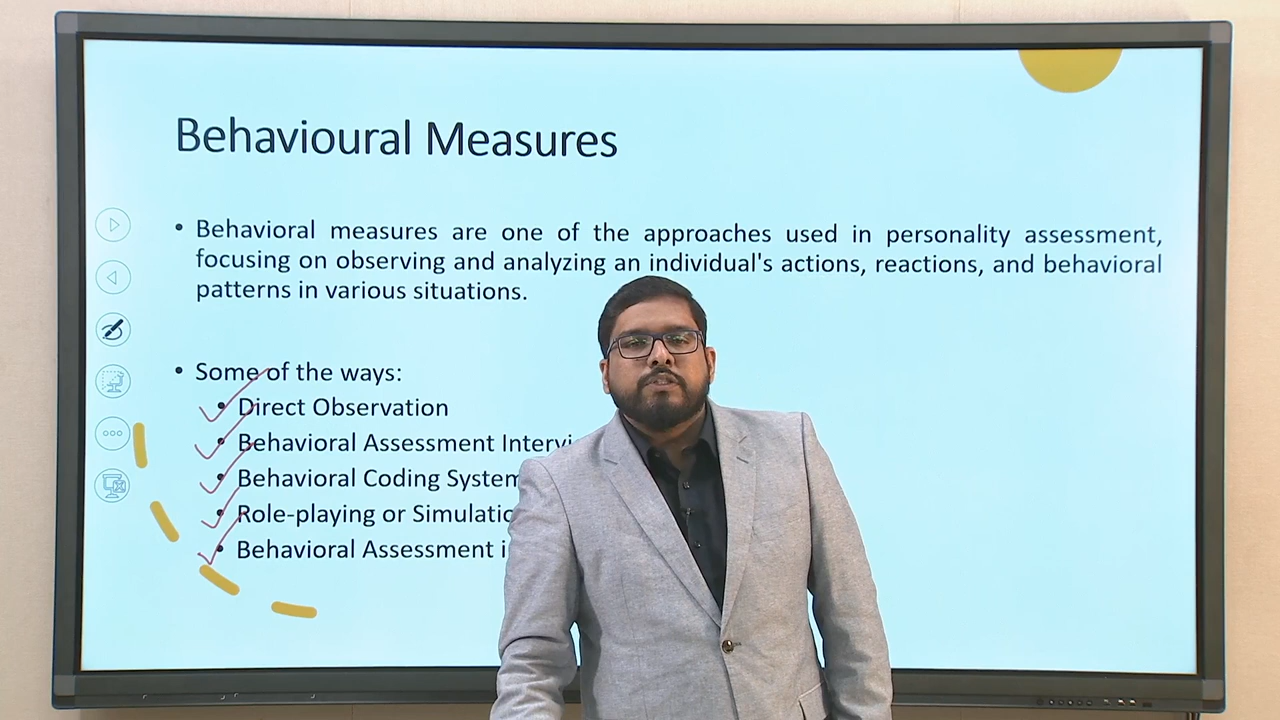 Behavioural Measures
• Behavioral measures are one of the approaches used in personality assessment,
focusing on observing and analyzing an individual's actions, reactions, and behavioral
patterns in various situations.
• Some of the ways:
• Direct Observation
• Behavioral Assessment
• Behavioral Coding System
• Role-playing or
• Behavioral Assessment